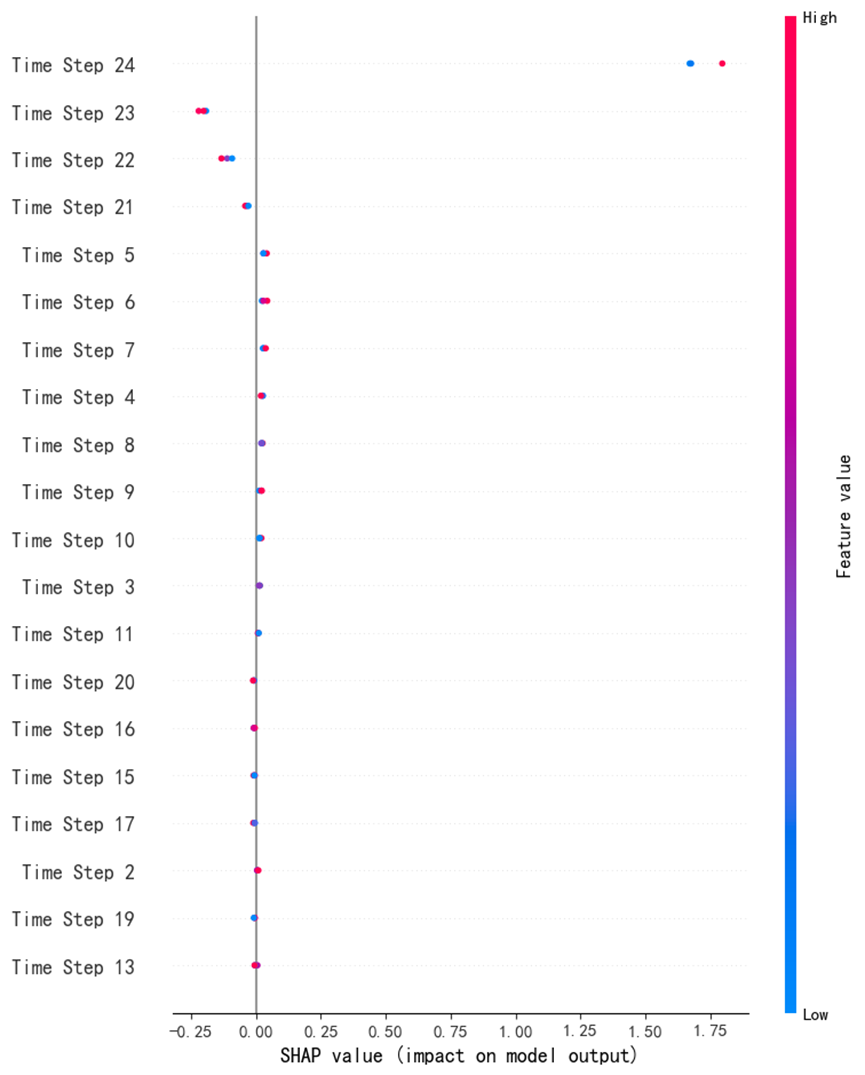 High
Time Step 24
Time Step 23
Time Step 22
Time Step 21
Time Step 5
Time Step 6
Time Step 7
Time Step 4
Time Step 8
Time Step 9
Time Step 10
Time Step 3
Time Step 11
Time Step 20
Time Step 16
Time Step 15
Time Step 17
Time Step 2
Time Step 19
Time Step 13
Feature value
Low
−0.25 0.00 0.25 0.50 0.75 1.00 1.25 1.50 1.75
SHAP value (impact on model output)